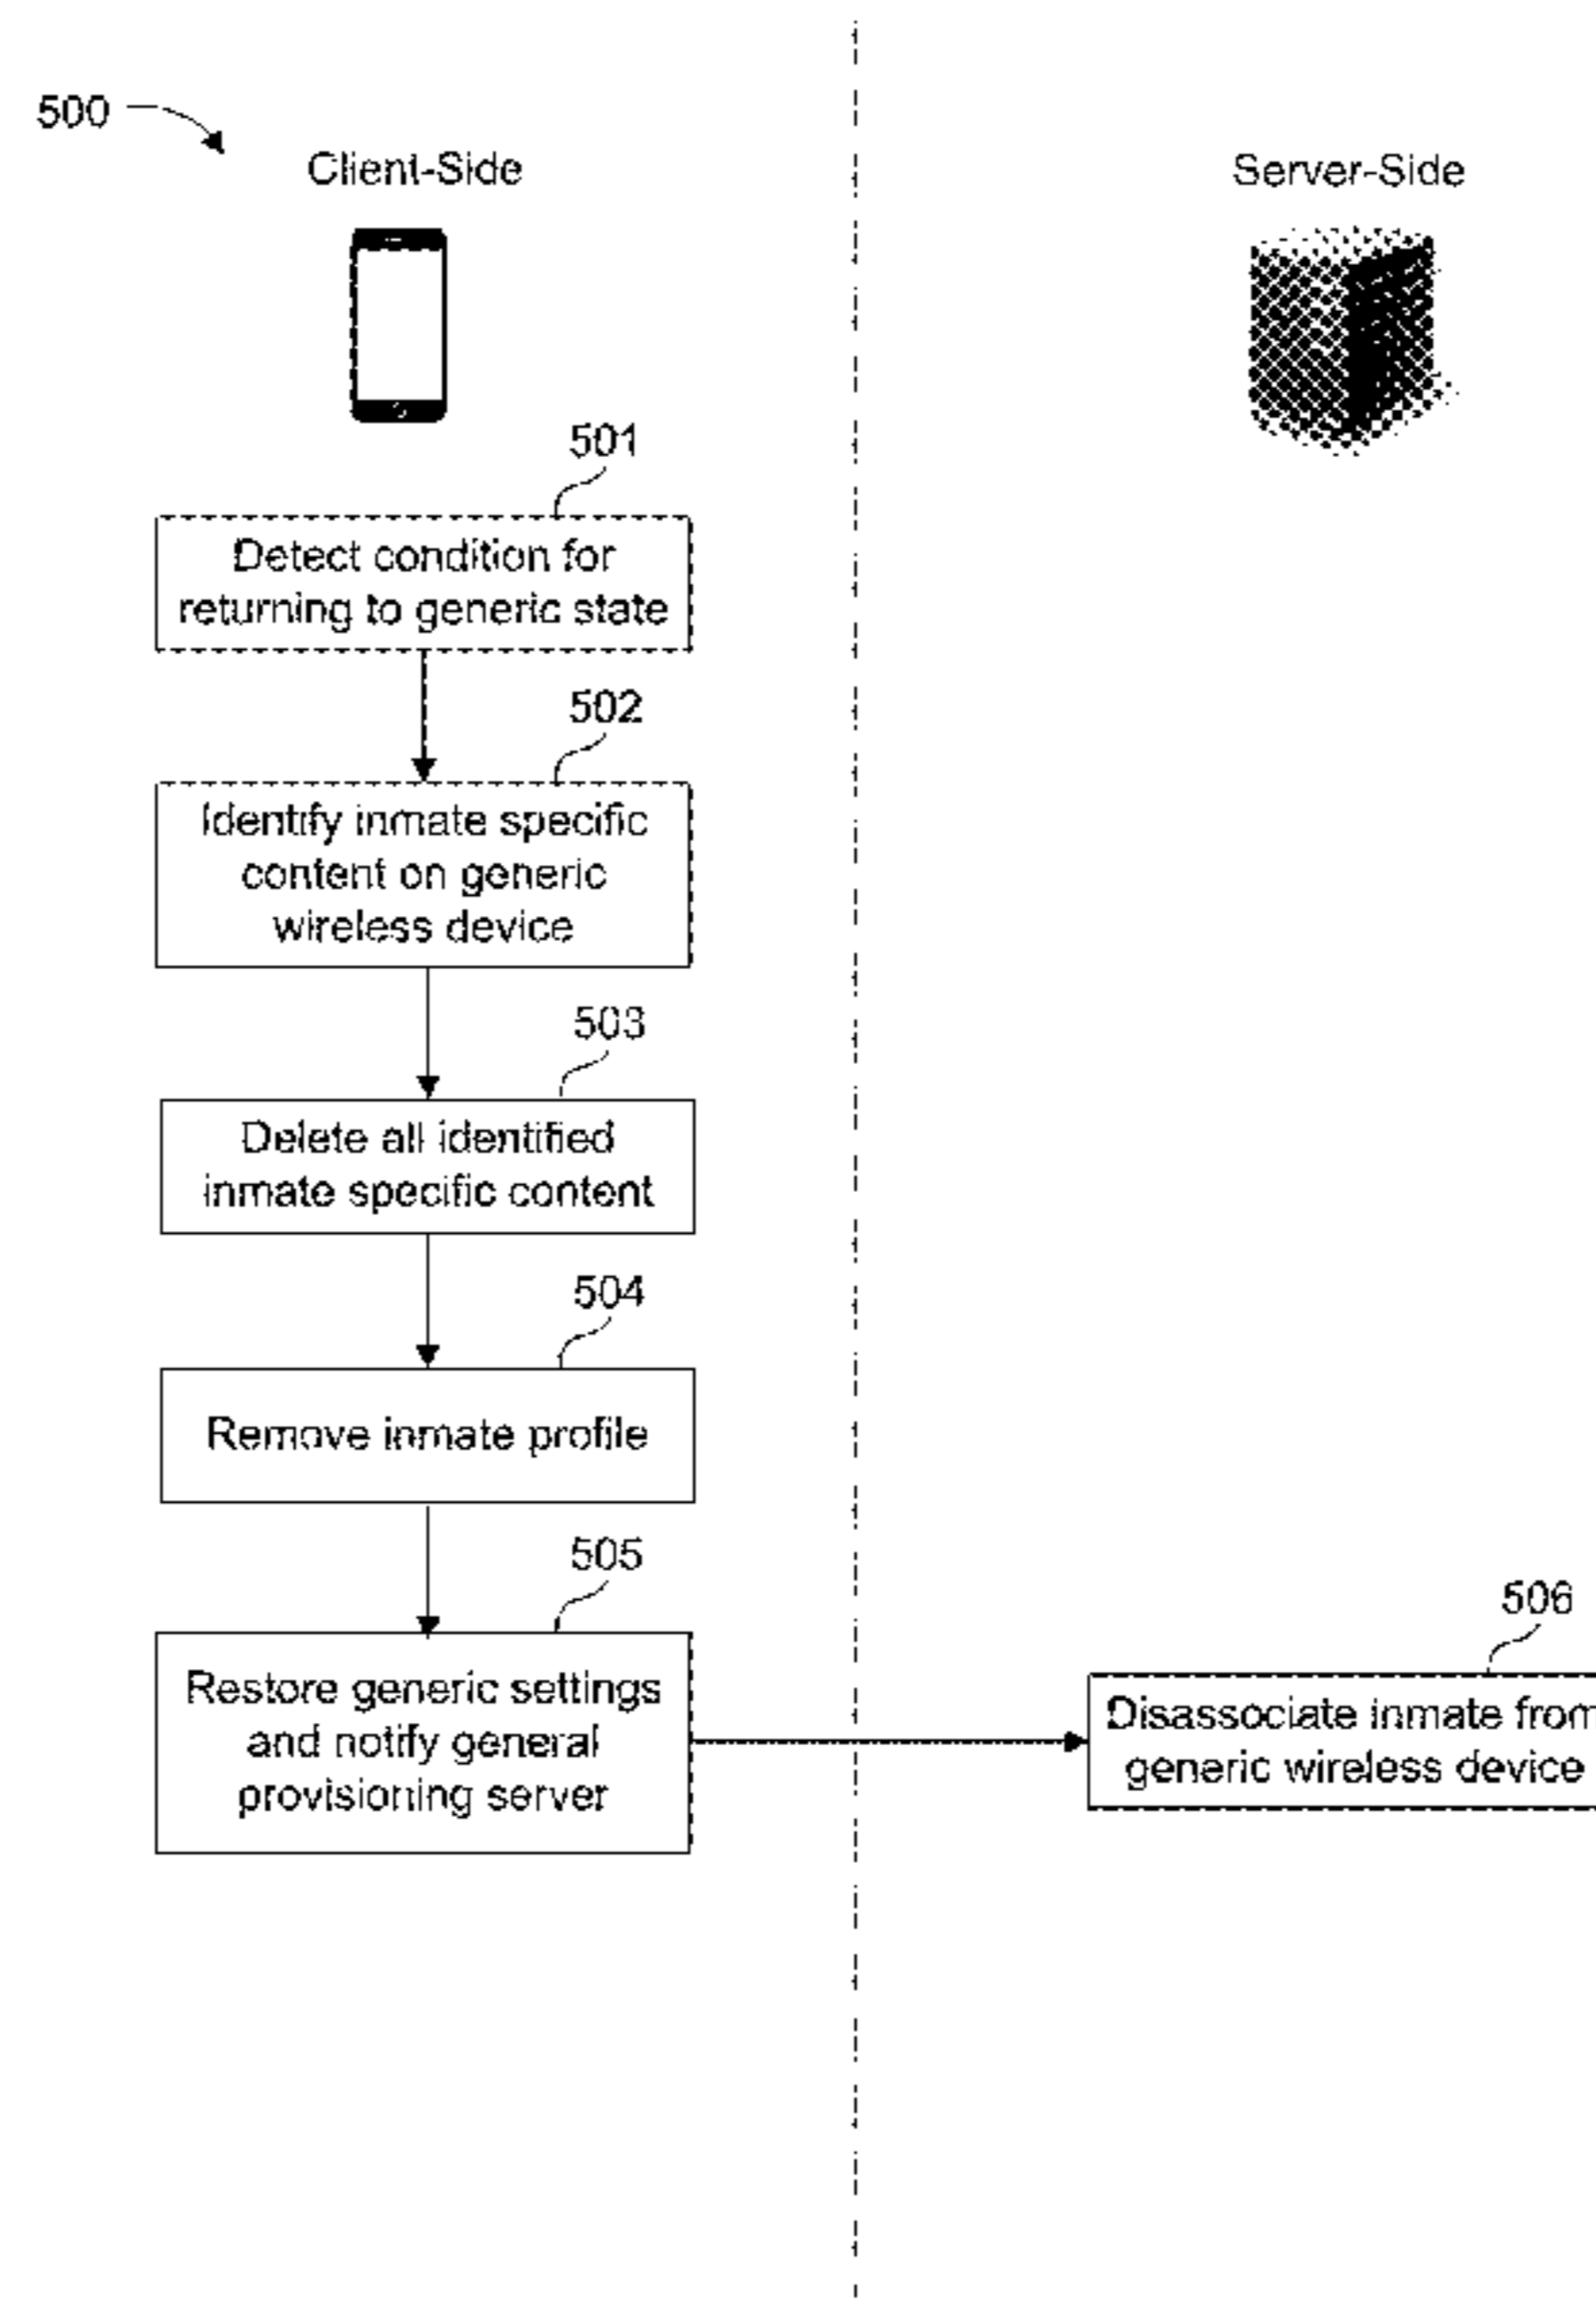 500
Client-Side
Server-Side
501
Detect condition for
returning to generic state
502
Identify inmate specific
content on generic
wireless device
503
Delete all identified
inmate specific content
504
Remove inmate profile
505
Restore generic settings
and notify general
provisioning server
506
Disassociate inmate from
generic wireless device